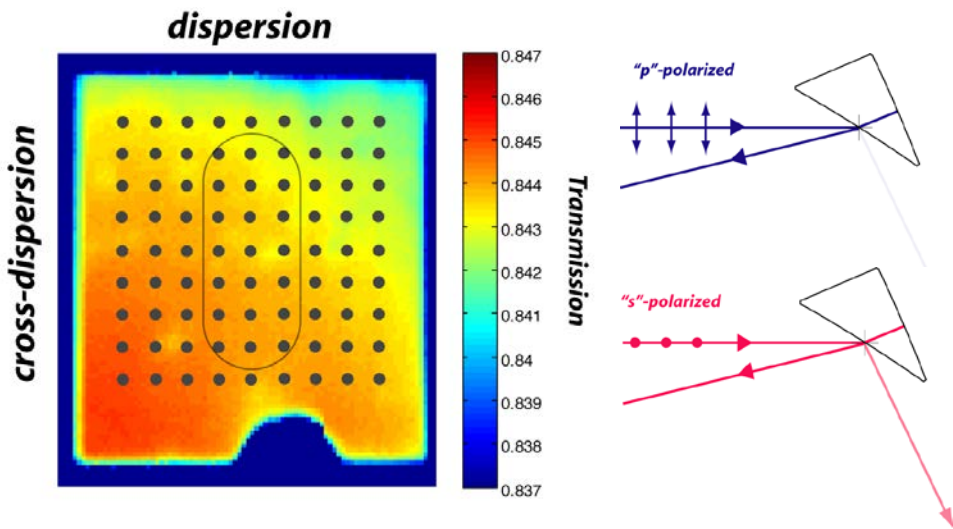 dispersion
cross-dispersion
0.847
0.846
0.845
0.844
0.843
0.842
0.841
0.84
0.839
0.838
0.837
Transmission
“p”-polarized
“s”-polarized